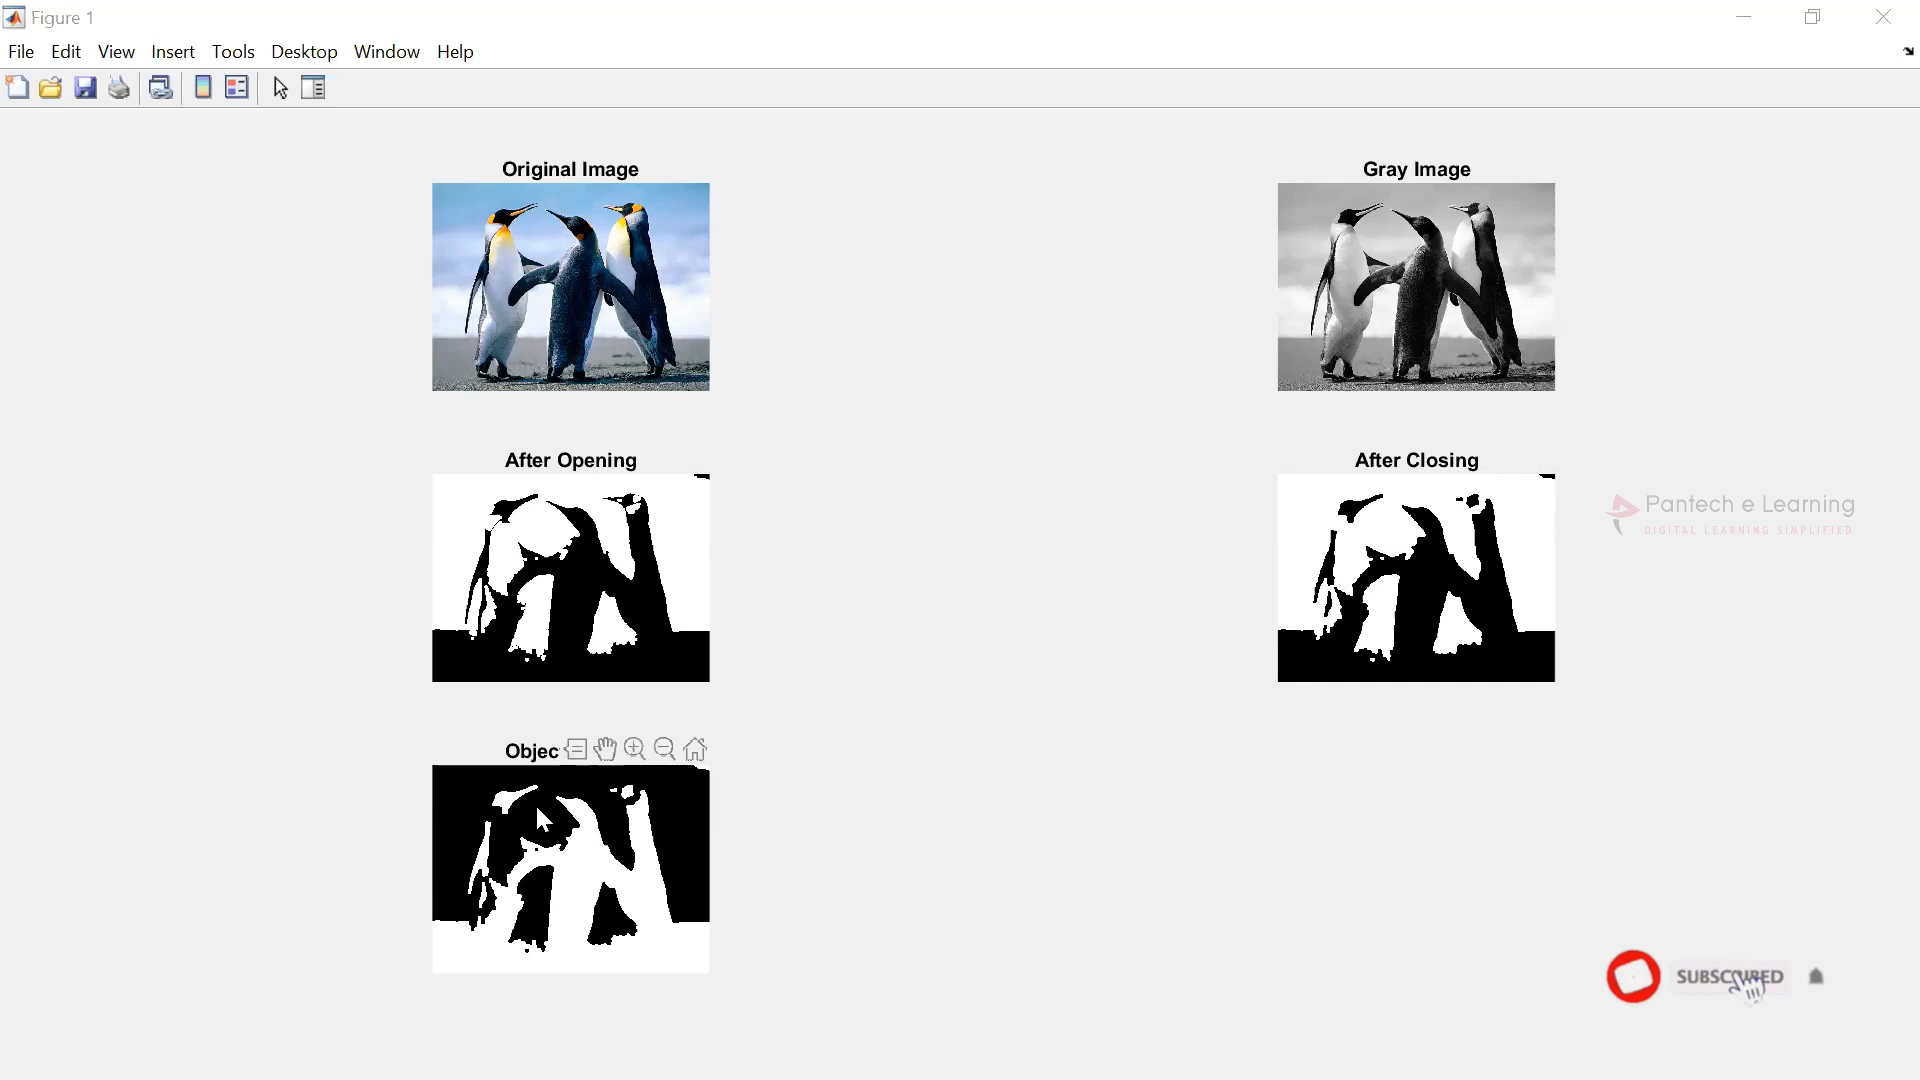 Figure 1
File Edit View Insert Tools Desktop Window Help
Original Image
Gray Image
After Opening
After Closing
Pantech e Learning
DIGITAL LEARNING SIMPLIFIED
Objec